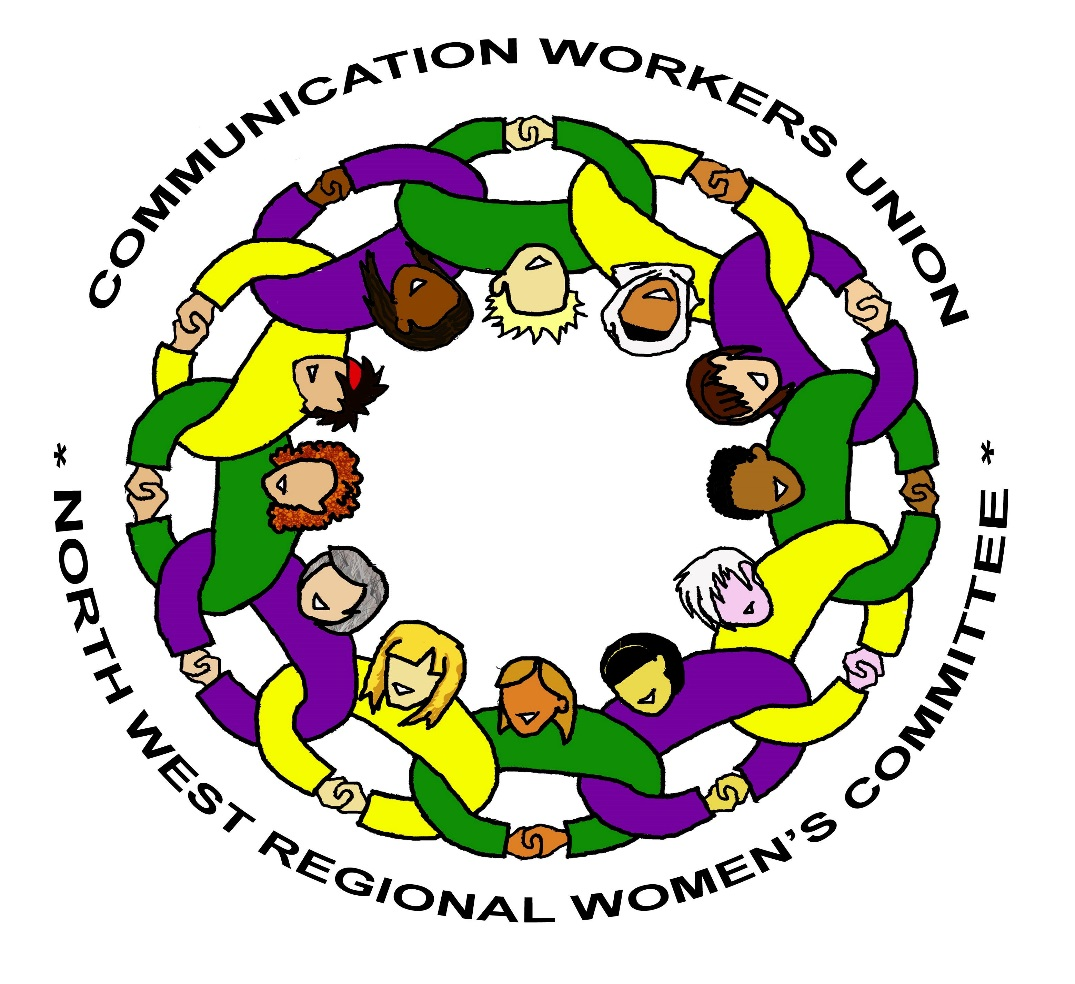 COMMUNICATION WORKERS UNION
* NORTH WEST REGIONAL WOMEN'S COMMITTEE *